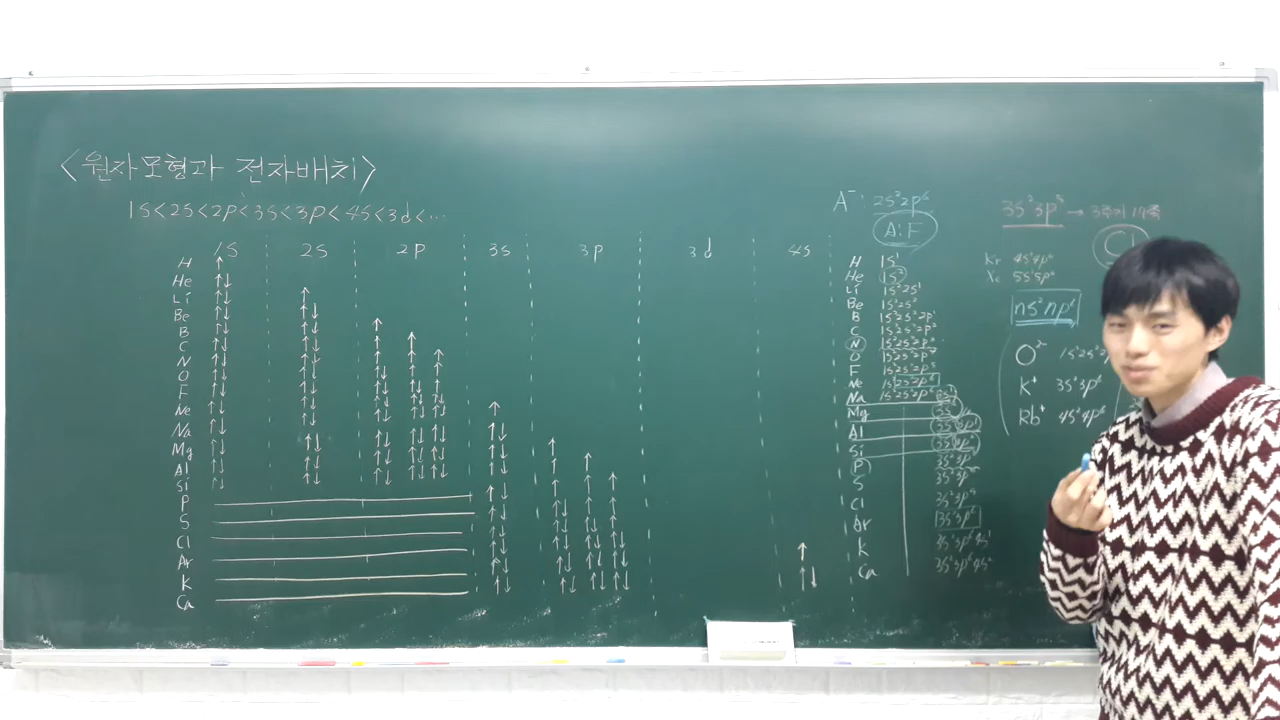 <원자모형과 전자배치>
1s<2s<2p<3s<3p<4s<3d<···
1s 2s 2p 3s 3p 3d 4s
H
He
Li
Be
B
C
N
O
F
Ne
Na
Mg
Al
Si
P
S
Cl
Ar
K
Ca
A⁻: 2s²2p⁶
A:F
H 1s¹
He 1s²
Li 1s²2s¹
Be 1s²2s²
B 1s²2s²2p¹
C 1s²2s²2p²
N 1s²2s²2p³
O 1s²2s²2p⁴
F 1s²2s²2p⁵
Ne 1s²2s²2p⁶
Na 1s²2s²2p⁶ 3s¹
Mg 3s²
Al 3s²3p¹
Si 3s²3p²
P 3s²3p³
S 3s²3p⁴
Cl 3s²3p⁵
Ar 3s²3p⁶
K 3s²3p⁶4s¹
Ca 3s²3p⁶4s²
3s²3p⁵ → 3주기 17족
Cl
Kr 4s²4p⁶
Xe 5s²5p⁶
ns²np⁶
O²⁻ 1s²2s²2p
K⁺ 3s²3p⁶
Rb⁺ 4s²4p⁶